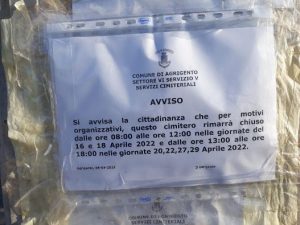 COMUNE DI AGRIGENTO
SETTORE VI SERVIZIO V
SERVIZI CIMITERIALI
AVVISO
Si avvisa la cittadinanza che per motivi
organizzativi, questo cimitero rimarrà chiuso
dalle ore 08:00 alle ore 12:00 nelle giornate del
16 e 18 Aprile 2022 e dalle ore 13:00 alle ore
18:00 nelle giornate 20,22,27,29 Aprile 2022.
COMUNE DI AGRIGENTO